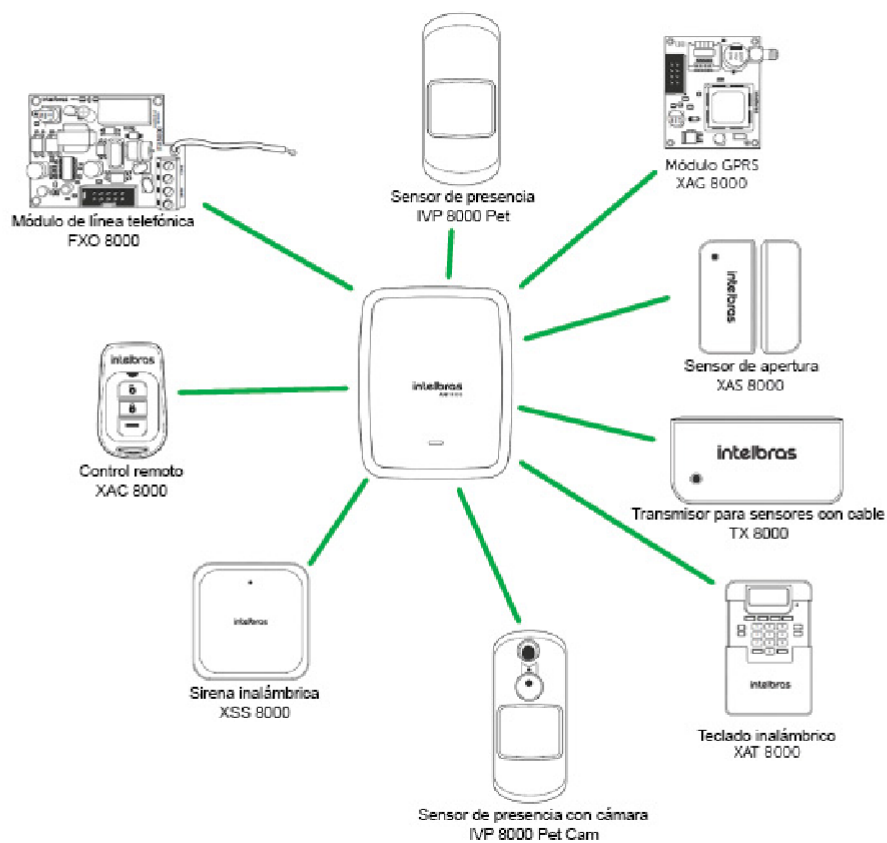 intelbras
Módulo de línea telefónica
FXO 8000
Sensor de presencia
IVP 8000 Pet
Módulo GPRS
XAG 8000
intelbras
Sensor de apertura
XAS 8000
intelbras
intelbras
Control remoto
XAC 8000
intelbras
Transmisor para sensores con cable
TX 8000
intelbras
Sirena inalámbrica
XSS 8000
intelbras
Teclado inalámbrico
XAT 8000
Sensor de presencia con cámara
IVP 8000 Pet Cam